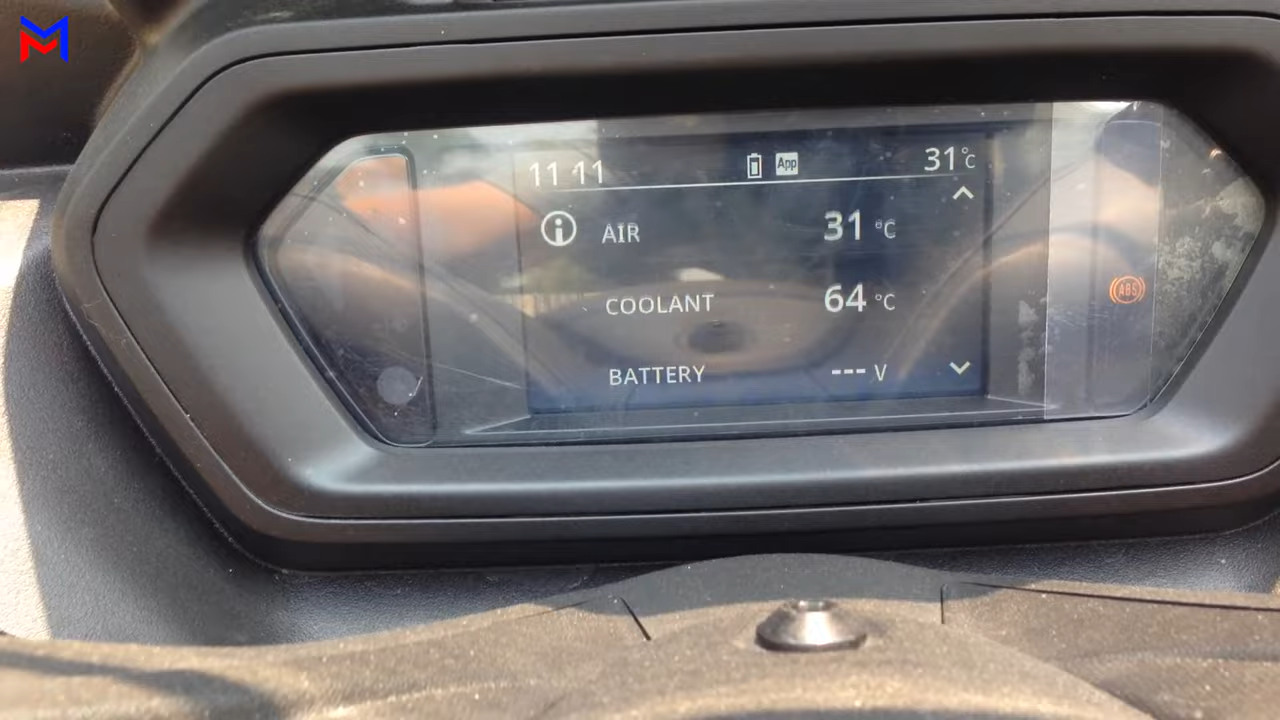 11 11 App 31°C
AIR 31 °C
COOLANT 64 °C
BATTERY --- V
ABS